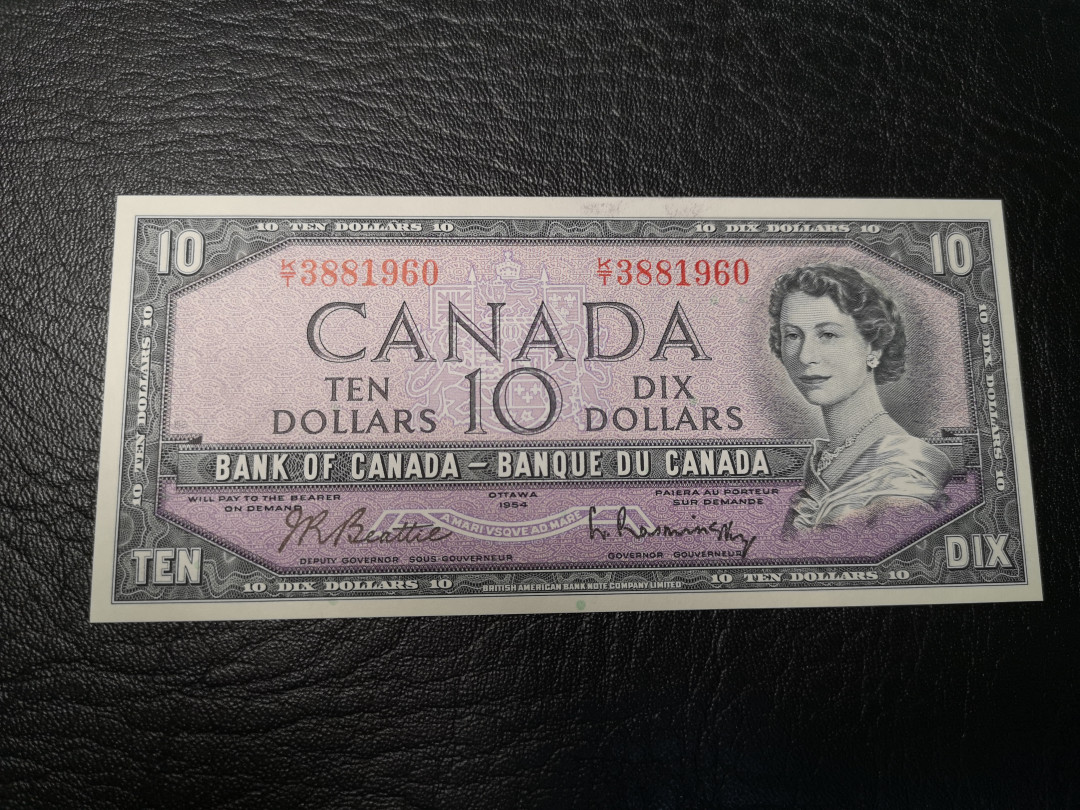 10 TEN DOLLARS 10
10 DIX DOLLARS 10
10
10
K/T 3881960
K/T 3881960
CANADA
TEN DOLLARS
10
DIX DOLLARS
10 TEN DOLLARS 10
10 DIX DOLLARS 10
BANK OF CANADA – BANQUE DU CANADA
WILL PAY TO THE BEARER
ON DEMAND
OTTAWA
1954
PAIERA AU PORTEUR
SUR DEMANDE
A MARI VSQVE AD MARE
J R Beattie
L. Rasminsky
DEPUTY GOVERNOR SOUS-GOUVERNEUR
GOVERNOR GOUVERNEUR
TEN
DIX
10 DIX DOLLARS 10
BRITISH AMERICAN BANK NOTE COMPANY LIMITED
10 TEN DOLLARS 10